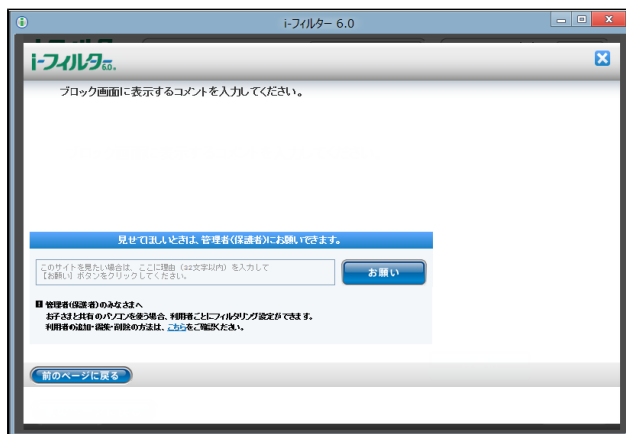 i-フィルター 6.0
i-フィルター 6.0
ブロック画面に表示するコメントを入力してください。
見せてほしいときは、管理者(保護者)にお願いできます。
このサイトを見たい場合は、ここに理由（32文字以内）を入力して
【お願い】ボタンをクリックしてください。
お願い
管理者(保護者)のみなさまへ
お子さまと共有のパソコンを使う場合、利用者ごとにフィルタリング設定ができます。
利用者の追加・編集・削除の方法は、こちらをご確認ください。
前のページに戻る